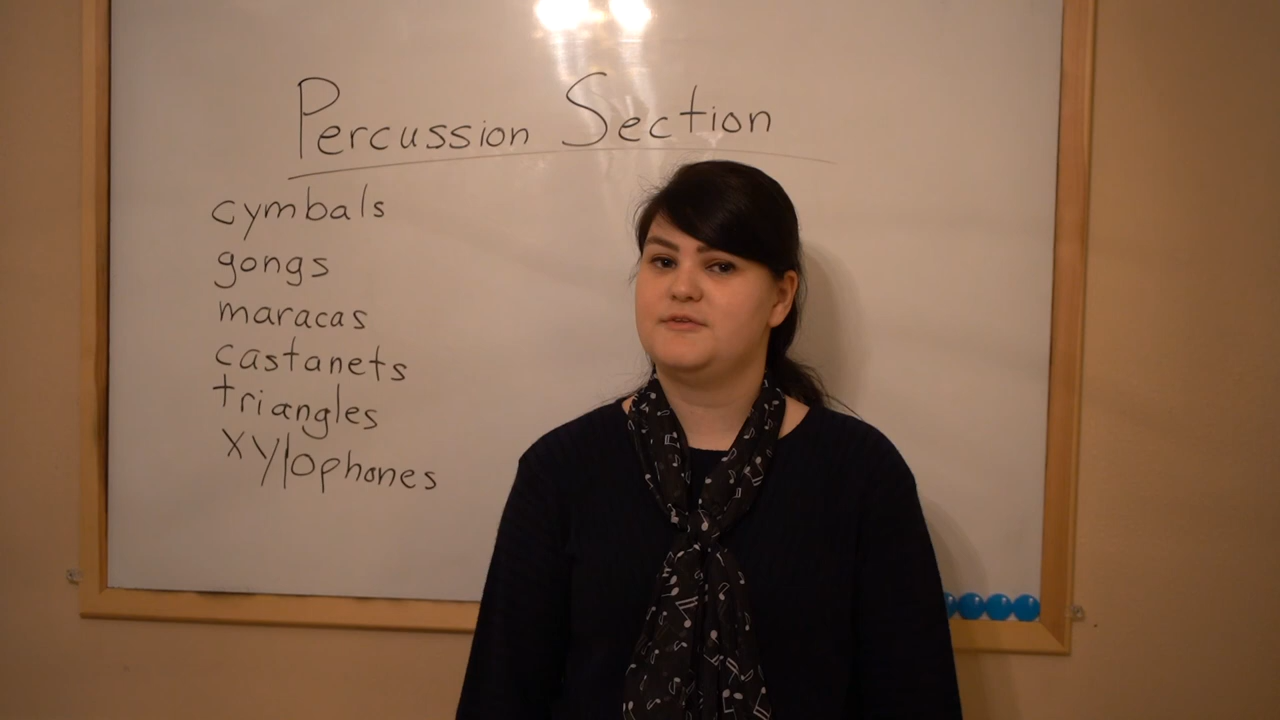 Percussion Section
cymbals
gongs
maracas
castanets
triangles
xylophones